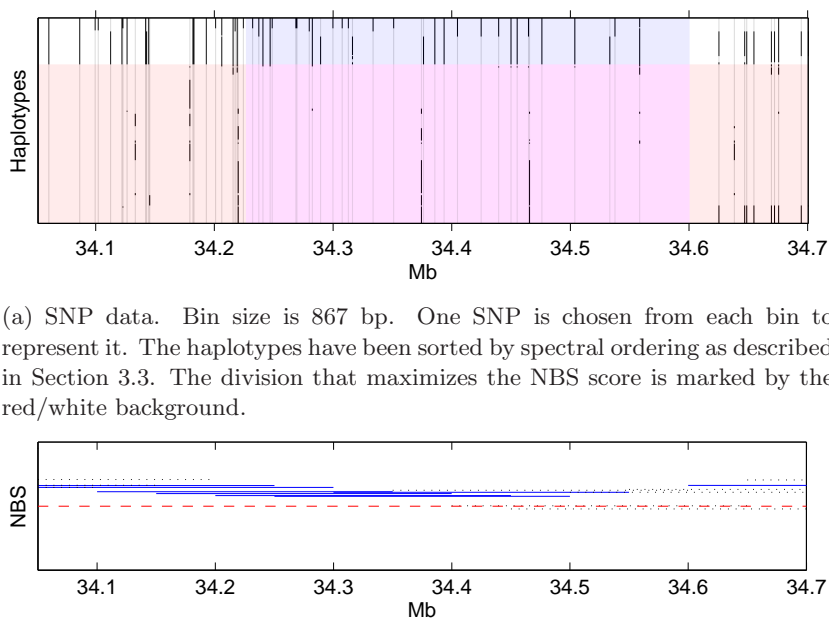 Haplotypes
34.1 34.2 34.3 34.4 34.5 34.6 34.7
Mb
(a) SNP data. Bin size is 867 bp. One SNP is chosen from each bin to
represent it. The haplotypes have been sorted by spectral ordering as described
in Section 3.3. The division that maximizes the NBS score is marked by the
red/white background.
NBS
34.1 34.2 34.3 34.4 34.5 34.6 34.7
Mb